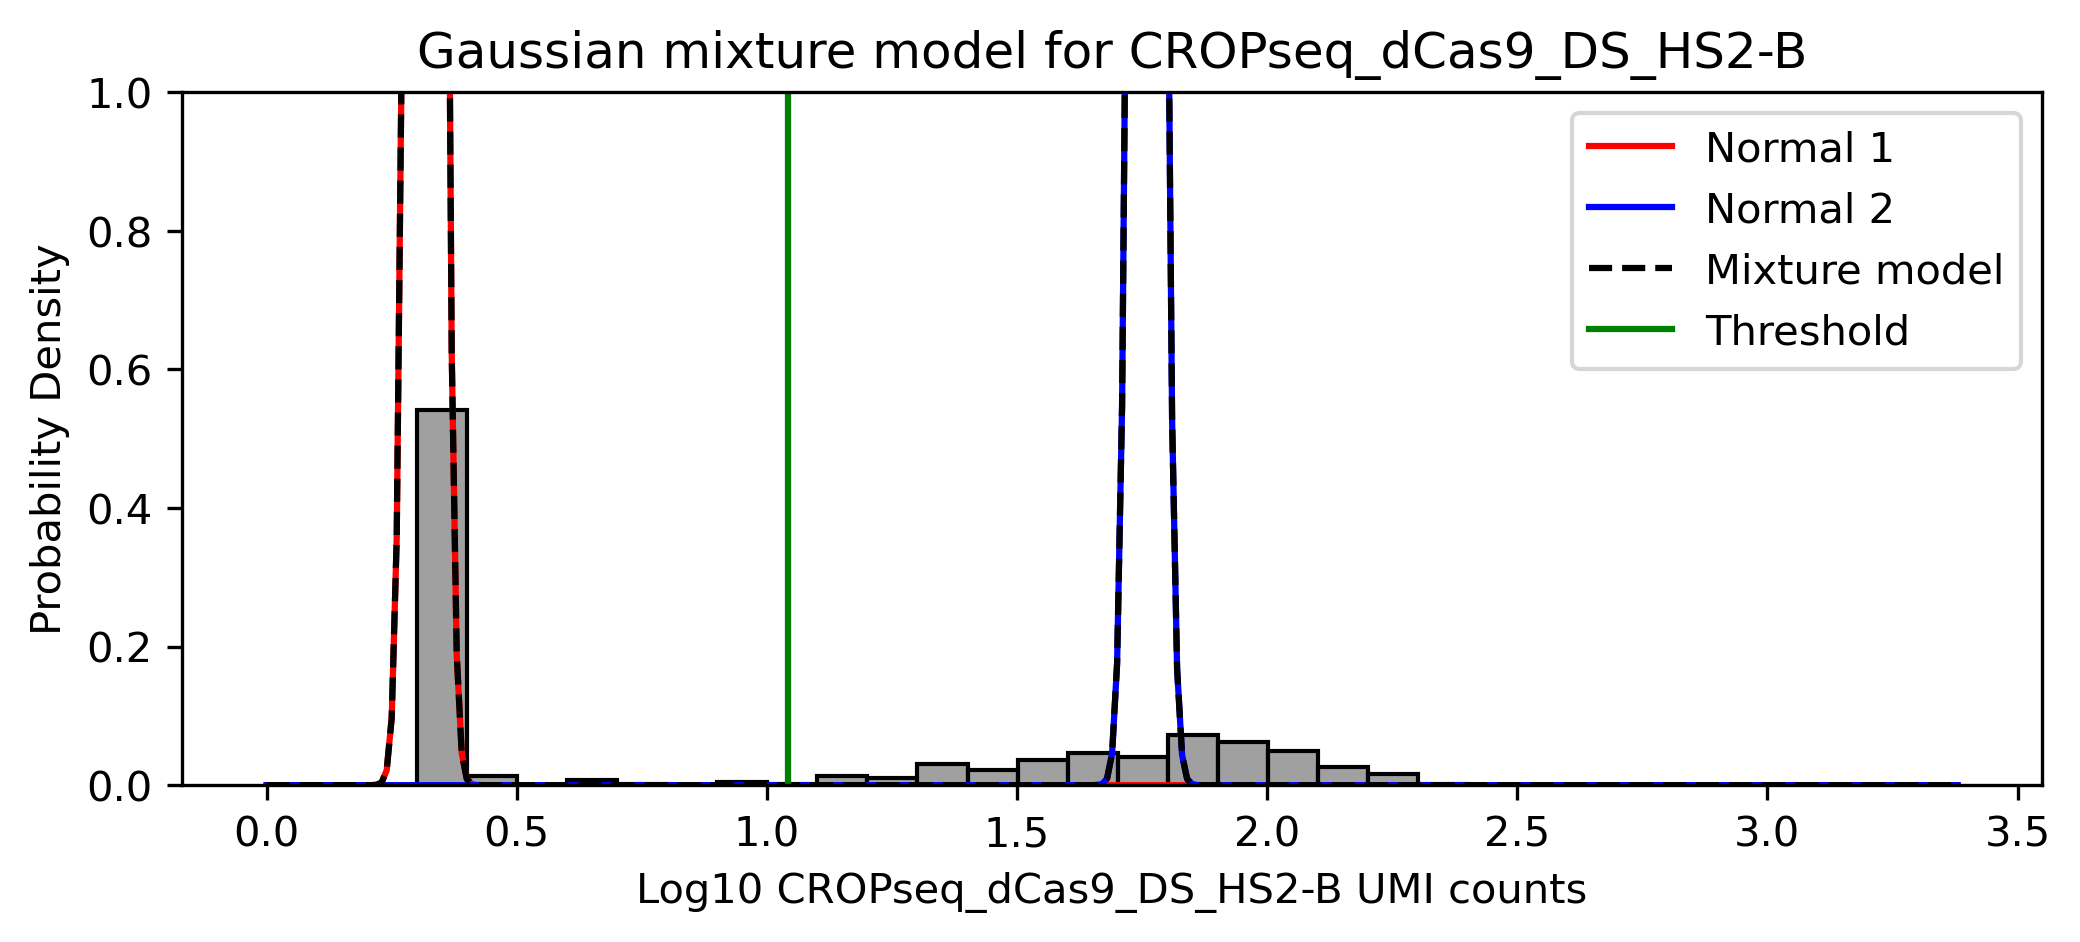 Gaussian mixture model for CROPseq_dCas9_DS_HS2-B
1.0
0.8
0.6
0.4
0.2
0.0
Probability Density
Normal 1
Normal 2
Mixture model
Threshold
0.0 0.5 1.0 1.5 2.0 2.5 3.0 3.5
Log10 CROPseq_dCas9_DS_HS2-B UMI counts